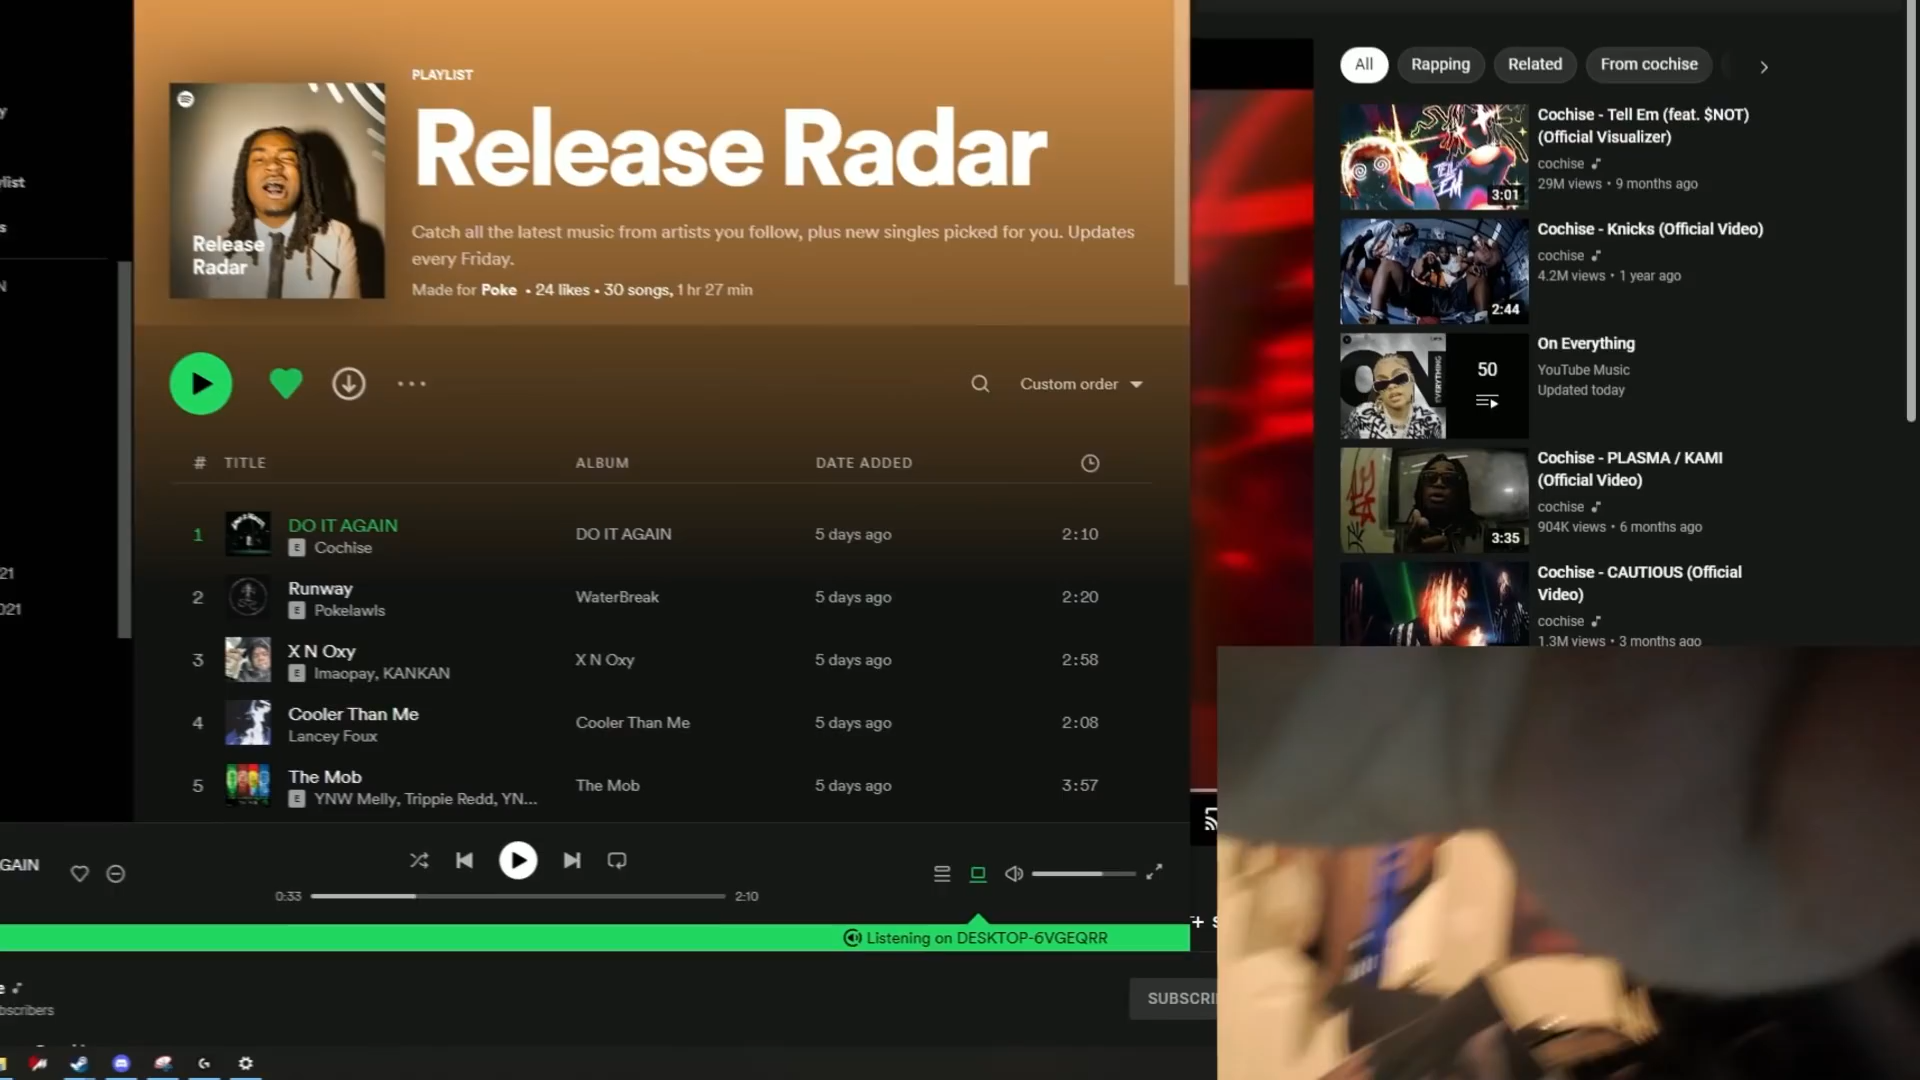 PLAYLIST
Release Radar
Release
Radar
Catch all the latest music from artists you follow, plus new singles picked for you. Updates
every Friday.
Made for Poke • 24 likes • 30 songs, 1 hr 27 min
Custom order
# TITLE ALBUM DATE ADDED
1 DO IT AGAIN DO IT AGAIN 5 days ago 2:10
E Cochise
2 Runway WaterBreak 5 days ago 2:20
E Pokelawls
3 X N Oxy X N Oxy 5 days ago 2:58
E Imaopay, KANKAN
4 Cooler Than Me Cooler Than Me 5 days ago 2:08
Lancey Foux
5 The Mob The Mob 5 days ago 3:57
E YNW Melly, Trippie Redd, YN...
GAIN
0:33 2:10
Listening on DESKTOP-6VGEQRR
bscribers
SUBSCRI
All Rapping Related From cochise
Cochise - Tell Em (feat. $NOT)
(Official Visualizer)
cochise
29M views • 9 months ago
TELL
EM
3:01
Cochise - Knicks (Official Video)
cochise
4.2M views • 1 year ago
2:44
On Everything
YouTube Music
Updated today
ON
EVERYTHING
50
Cochise - PLASMA / KAMI
(Official Video)
cochise
904K views • 6 months ago
3:35
Cochise - CAUTIOUS (Official
Video)
cochise
1.3M views • 3 months ago
ylist
s
N
21
021